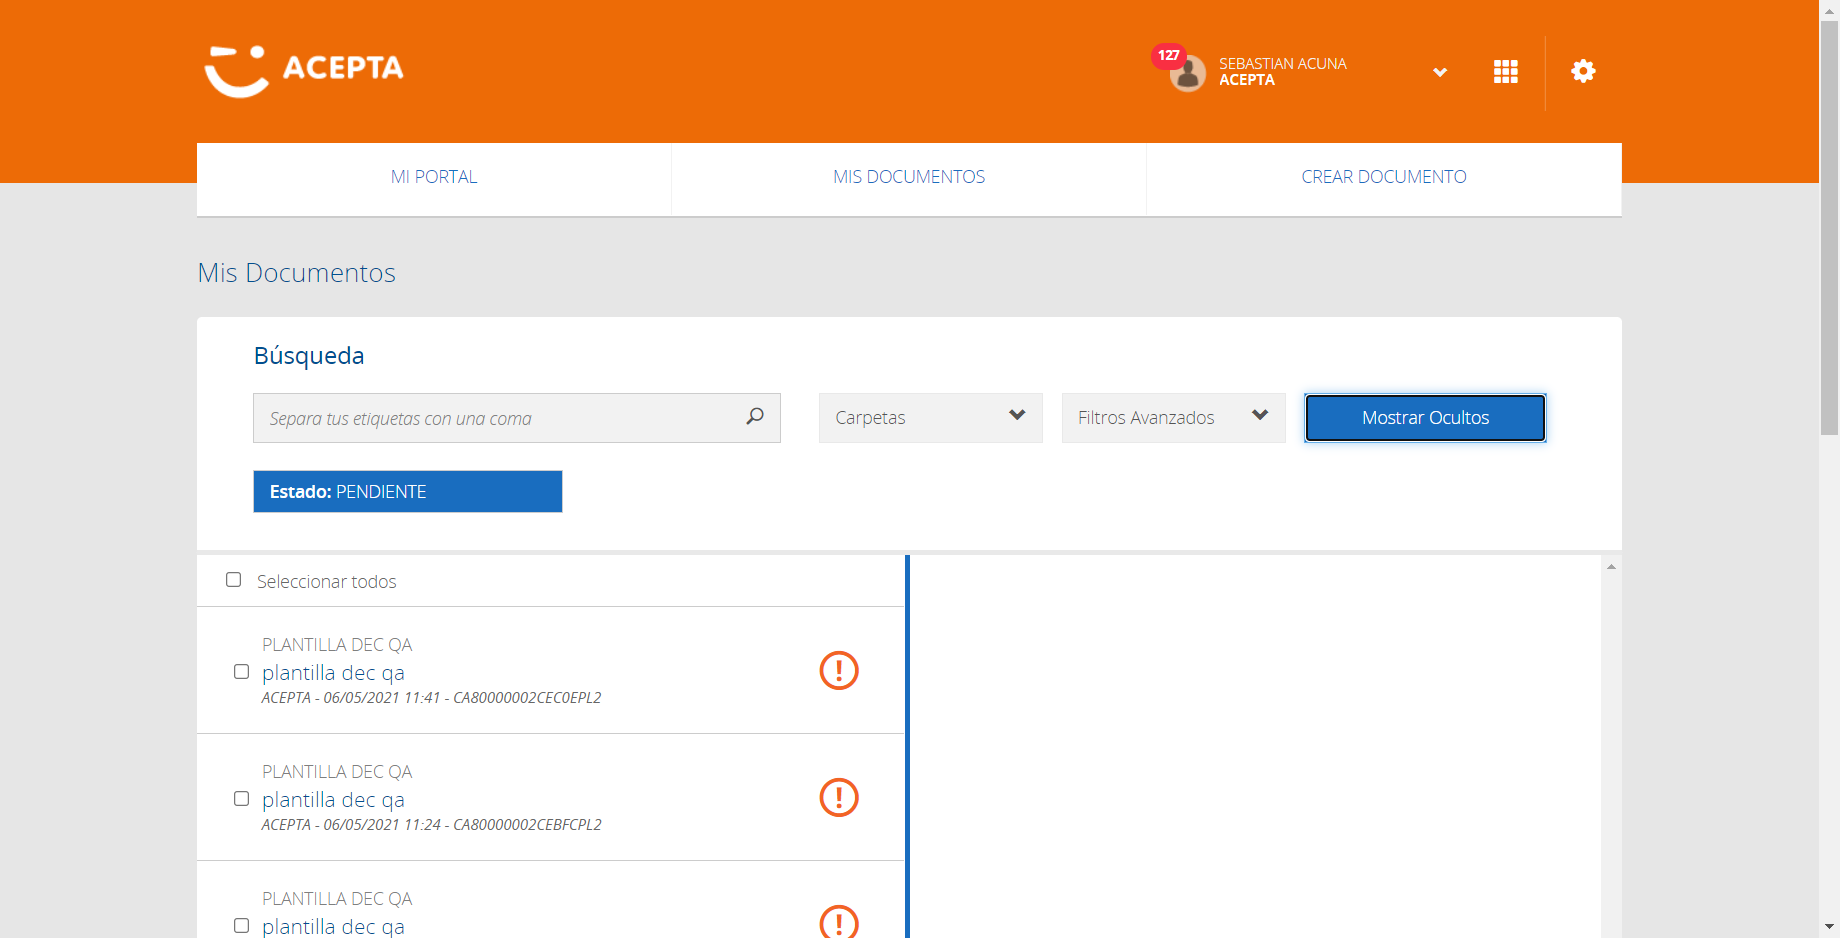 ACEPTA
127
SEBASTIAN ACUNA
ACEPTA
MI PORTAL
MIS DOCUMENTOS
CREAR DOCUMENTO
Mis Documentos
Búsqueda
Separa tus etiquetas con una coma
Carpetas
Filtros Avanzados
Mostrar Ocultos
Estado: PENDIENTE
Seleccionar todos
PLANTILLA DEC QA
plantilla dec qa
ACEPTA - 06/05/2021 11:41 - CA80000002CEC0EPL2
PLANTILLA DEC QA
plantilla dec qa
ACEPTA - 06/05/2021 11:24 - CA80000002CEBFCPL2
PLANTILLA DEC QA
plantilla dec qa